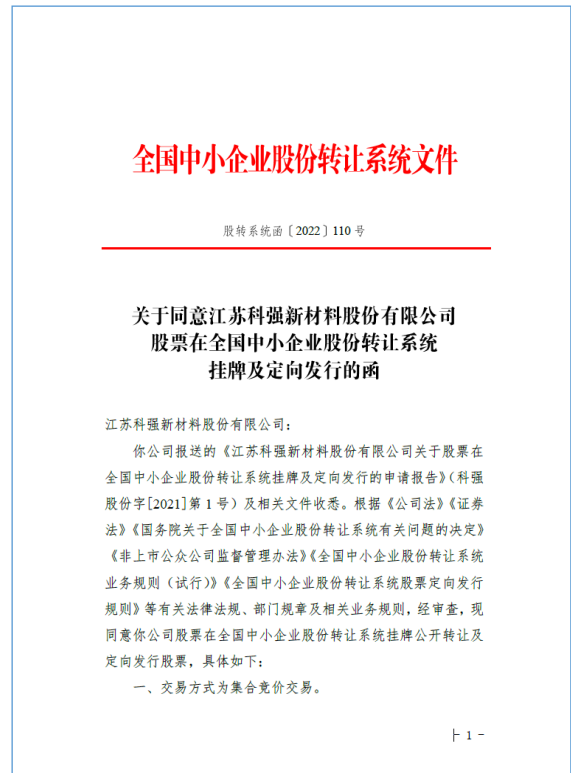 全国中小企业股份转让系统文件
股转系统函〔2022〕110 号
关于同意江苏科强新材料股份有限公司
股票在全国中小企业股份转让系统
挂牌及定向发行的函
江苏科强新材料股份有限公司：
你公司报送的《江苏科强新材料股份有限公司关于股票在
全国中小企业股份转让系统挂牌及定向发行的申请报告》（科强
股份字[2021]第 1 号）及相关文件收悉。根据《公司法》《证券
法》《国务院关于全国中小企业股份转让系统有关问题的决定》
《非上市公众公司监督管理办法》《全国中小企业股份转让系统
业务规则（试行）》《全国中小企业股份转让系统股票定向发行
规则》等有关法律法规、部门规章及相关业务规则，经审查，现
同意你公司股票在全国中小企业股份转让系统挂牌公开转让及
定向发行股票，具体如下：
一、交易方式为集合竞价交易。
├ 1 -